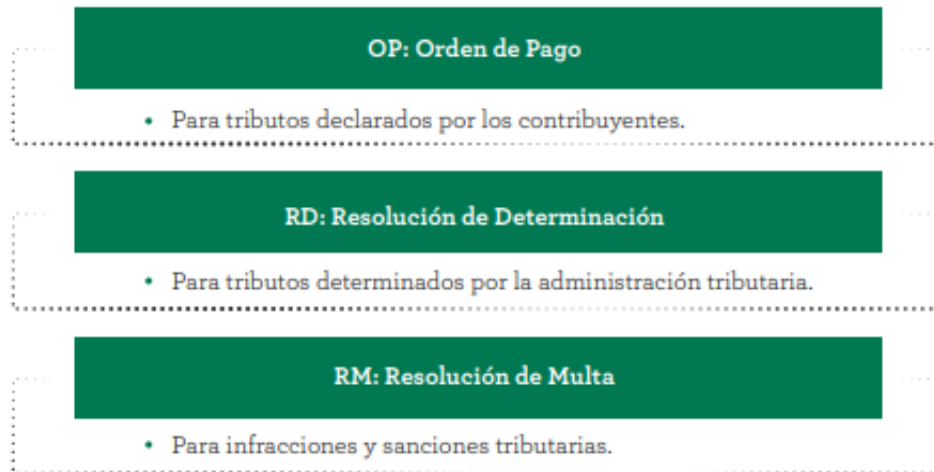 OP: Orden de Pago
• Para tributos declarados por los contribuyentes.
RD: Resolución de Determinación
• Para tributos determinados por la administración tributaria.
RM: Resolución de Multa
• Para infracciones y sanciones tributarias.